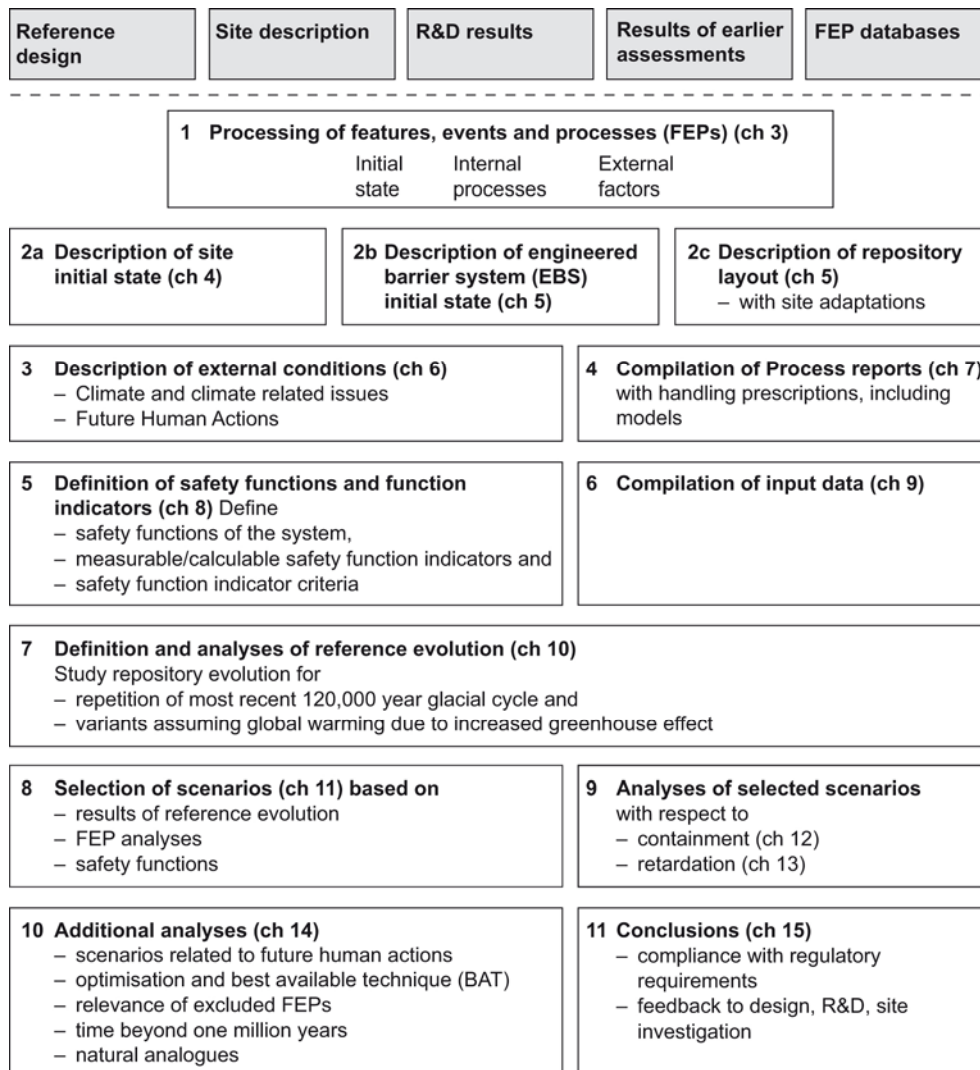 Reference
design
Site description
R&D results
Results of earlier
assessments
FEP databases
1 Processing of features, events and processes (FEPs) (ch 3)
Initial
state
Internal
processes
External
factors
2a Description of site
initial state (ch 4)
2b Description of engineered
barrier system (EBS)
initial state (ch 5)
2c Description of repository
layout (ch 5)
– with site adaptations
3 Description of external conditions (ch 6)
– Climate and climate related issues
– Future Human Actions
4 Compilation of Process reports (ch 7)
with handling prescriptions, including
models
5 Definition of safety functions and function
indicators (ch 8) Define
– safety functions of the system,
– measurable/calculable safety function indicators and
– safety function indicator criteria
6 Compilation of input data (ch 9)
7 Definition and analyses of reference evolution (ch 10)
Study repository evolution for
– repetition of most recent 120,000 year glacial cycle and
– variants assuming global warming due to increased greenhouse effect
8 Selection of scenarios (ch 11) based on
– results of reference evolution
– FEP analyses
– safety functions
9 Analyses of selected scenarios
with respect to
– containment (ch 12)
– retardation (ch 13)
10 Additional analyses (ch 14)
– scenarios related to future human actions
– optimisation and best available technique (BAT)
– relevance of excluded FEPs
– time beyond one million years
– natural analogues
11 Conclusions (ch 15)
– compliance with regulatory
requirements
– feedback to design, R&D, site
investigation